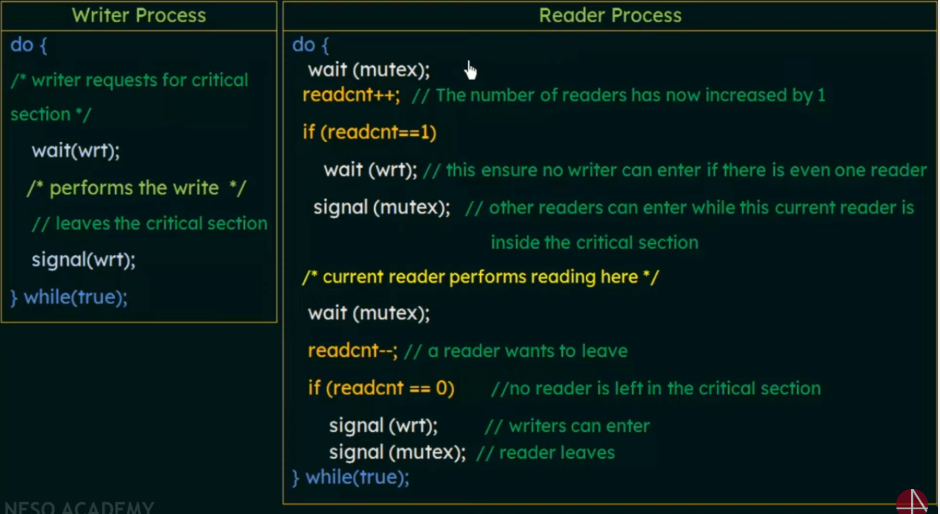 Writer Process
do {
/* writer requests for critical
section */
wait(wrt);
/* performs the write */
// leaves the critical section
signal(wrt);
} while(true);
Reader Process
do {
wait (mutex);
readcnt++; // The number of readers has now increased by 1
if (readcnt==1)
wait (wrt); // this ensure no writer can enter if there is even one reader
signal (mutex); // other readers can enter while this current reader is
inside the critical section
/* current reader performs reading here */
wait (mutex);
readcnt--; // a reader wants to leave
if (readcnt == 0) //no reader is left in the critical section
signal (wrt); // writers can enter
signal (mutex); // reader leaves
} while(true);
NESO ACADEMY